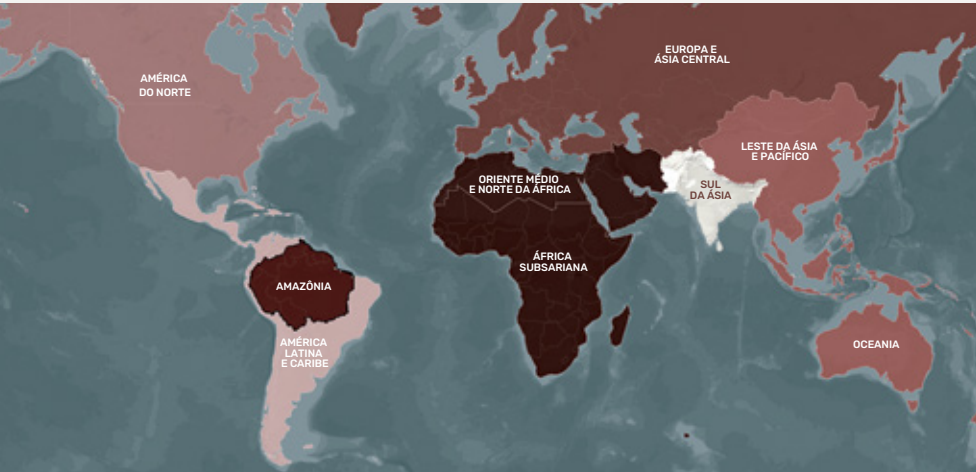 EUROPA E
ÁSIA CENTRAL
AMÉRICA
DO NORTE
LESTE DA ÁSIA
E PACÍFICO
ORIENTE MÉDIO
E NORTE DA ÁFRICA
SUL
DA ÁSIA
ÁFRICA
SUBSARIANA
AMAZÔNIA
AMÉRICA
LATINA
E CARIBE
OCEANIA